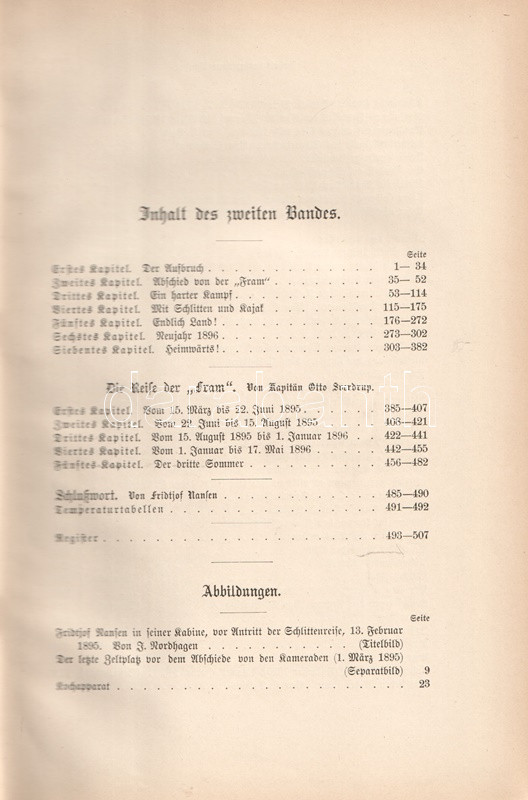 Inhalt des zweiten Bandes.
Seite
Erstes Kapitel. Der Aufbruch . . . . . . . . . . . . 1— 34
Zweites Kapitel. Abschied von der „Fram“ . . . . . . . . 35— 52
Drittes Kapitel. Ein harter Kampf . . . . . . . . . . 53—114
Viertes Kapitel. Mit Schlitten und Kajak . . . . . . . . 115—175
Fünftes Kapitel. Endlich Land! . . . . . . . . . . . 176—272
Sechstes Kapitel. Neujahr 1896 . . . . . . . . . . . 273—302
Siebentes Kapitel. Heimwärts! . . . . . . . . . . . 303—382
Die Reise der „Fram“. Von Kapitän Otto Sverdrup.
Erstes Kapitel. Vom 15. März bis 22. Juni 1895 . . . . . 385—407
Zweites Kapitel. Vom 22. Juni bis 15. August 1895 . . . . 408—421
Drittes Kapitel. Vom 15. August 1895 bis 1. Januar 1896 . . 422—441
Viertes Kapitel. Vom 1. Januar bis 17. Mai 1896 . . . . . 442—455
Fünftes Kapitel. Der dritte Sommer . . . . . . . . . 456—482
Schlußwort. Von Fridtjof Nansen . . . . . . . . . . . 485—490
Temperaturtabellen . . . . . . . . . . . . . . . 491—492
Register . . . . . . . . . . . . . . . . . . . . 493—507
Abbildungen.
Seite
Fridtjof Nansen in seiner Kabine, vor Antritt der Schlittenreise, 13. Februar
1895. Von J. Nordhagen . . . . . . . . . . . (Titelbild)
Der letzte Zeltplatz vor dem Abschiede von den Kameraden (1. März 1895)
(Separatbild) 9
Kochapparat . . . . . . . . . . . . . . . . . . . . 23